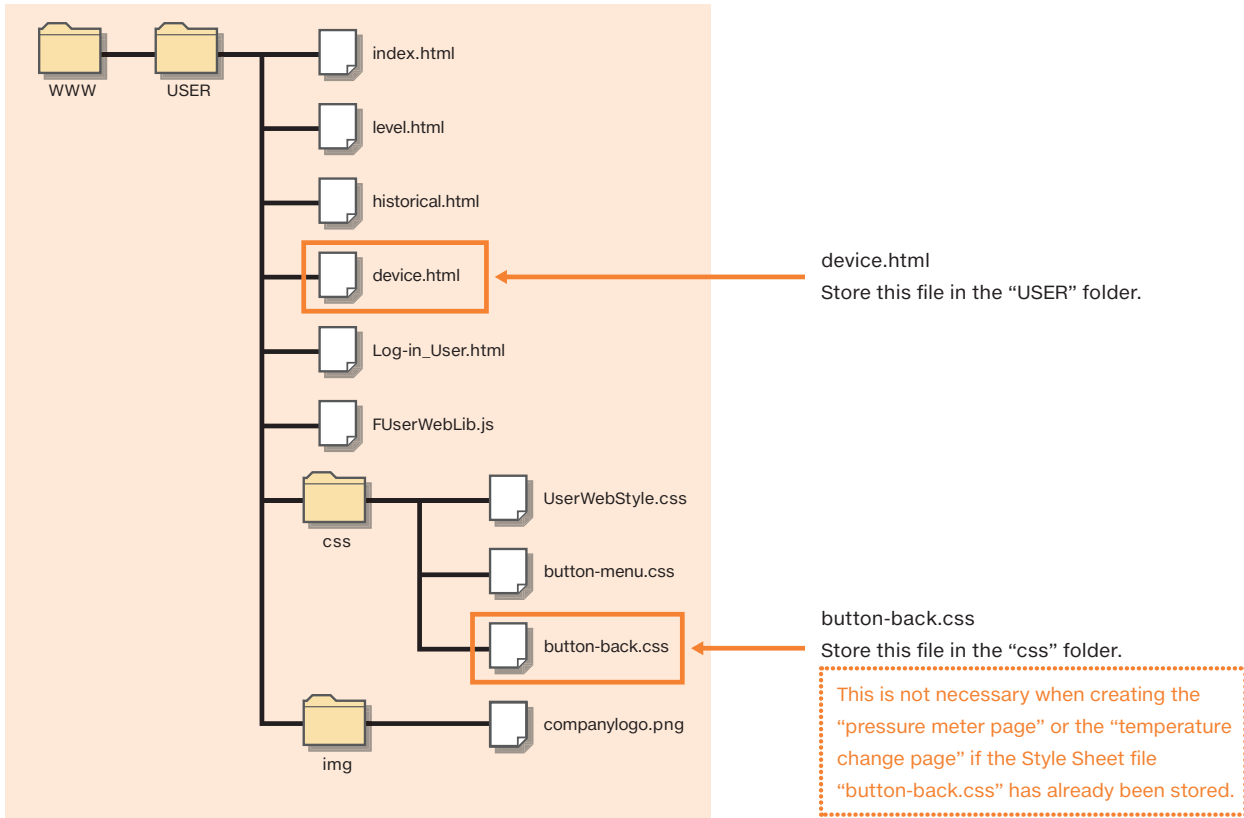 WWW
USER
index.html
level.html
historical.html
device.html
device.html
Store this file in the “USER” folder.
Log-in_User.html
FUserWebLib.js
css
UserWebStyle.css
button-menu.css
button-back.css
button-back.css
Store this file in the “css” folder.
This is not necessary when creating the
“pressure meter page” or the “temperature
change page” if the Style Sheet file
“button-back.css” has already been stored.
img
companylogo.png